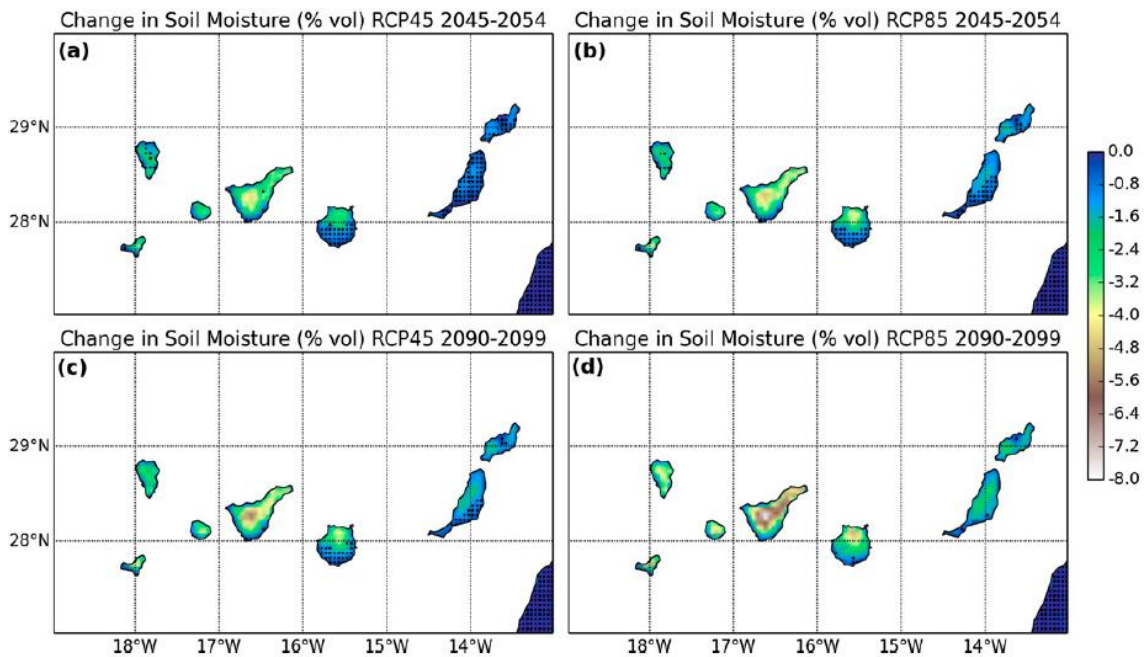 Change in Soil Moisture (% vol) RCP45 2045-2054
Change in Soil Moisture (% vol) RCP85 2045-2054
(a)
(b)
29°N
28°N
Change in Soil Moisture (% vol) RCP45 2090-2099
Change in Soil Moisture (% vol) RCP85 2090-2099
(c)
(d)
29°N
28°N
18°W 17°W 16°W 15°W 14°W
18°W 17°W 16°W 15°W 14°W
0.0
-0.8
-1.6
-2.4
-3.2
-4.0
-4.8
-5.6
-6.4
-7.2
-8.0